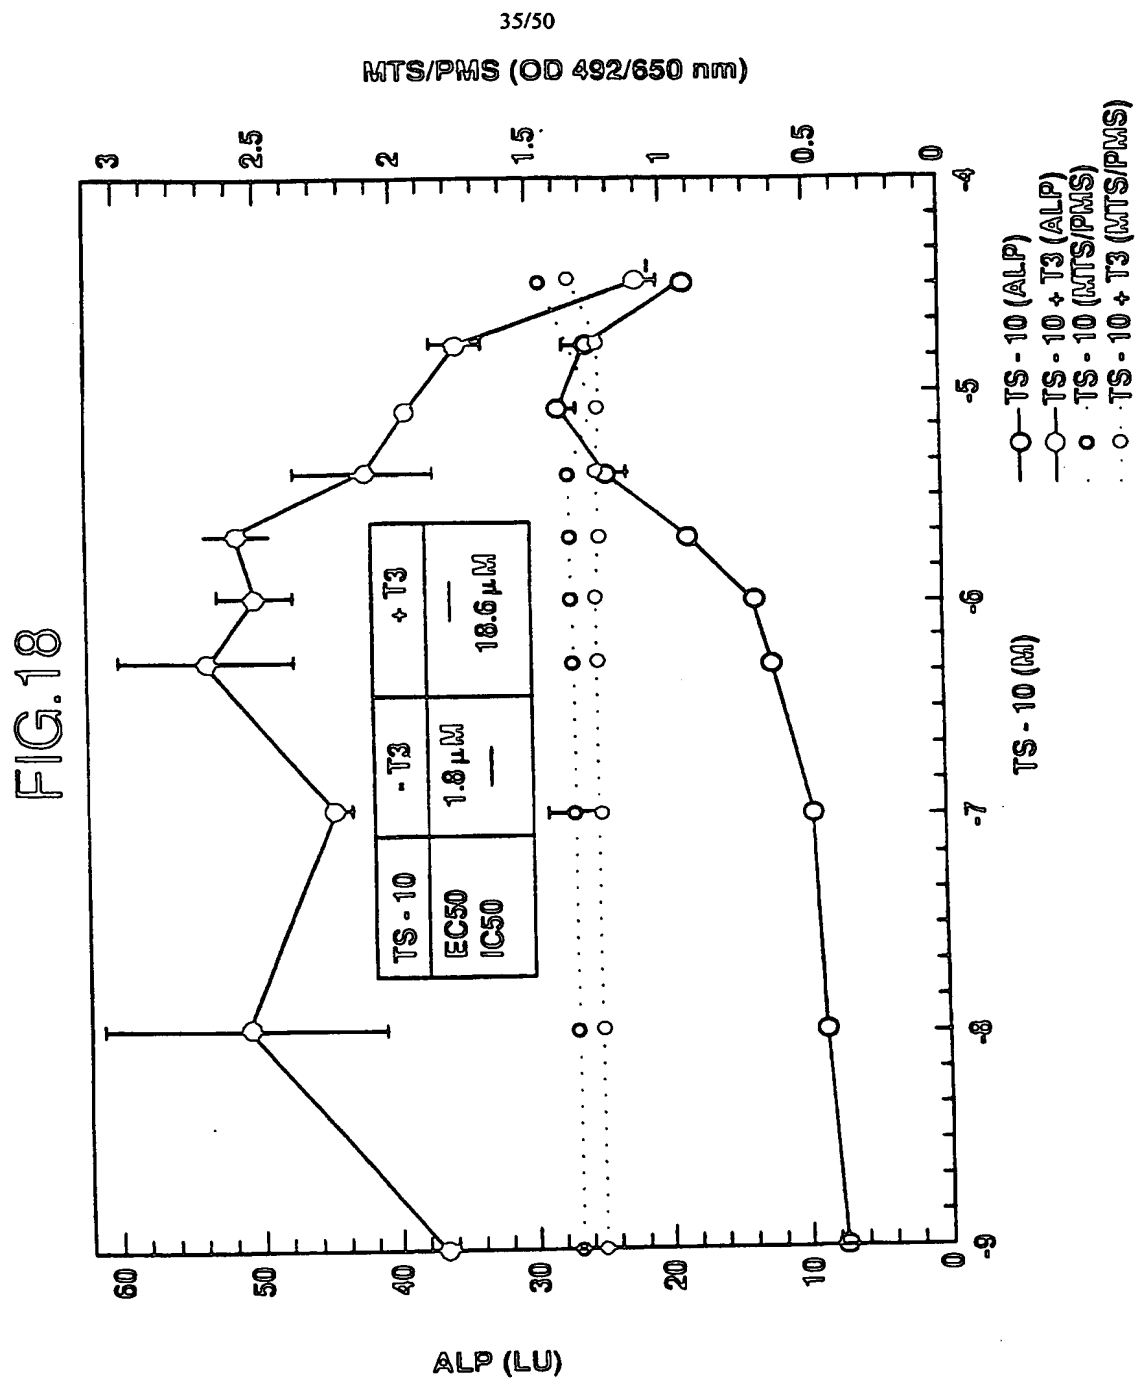 35/50
FIG.18
ALP (LU)
60
50
40
30
20
10
0
MTS/PMS (OD 492/650 nm)
3
2.5
2
1.5
1
0.5
0
TS - 10 - T3 + T3
EC50 1.8 µM —
IC50 — 18.6 µM
-9 -8 -7 -6 -5 -4
TS - 10 (M)
TS - 10 (ALP)
TS - 10 + T3 (ALP)
TS - 10 (MTS/PMS)
TS - 10 + T3 (MTS/PMS)